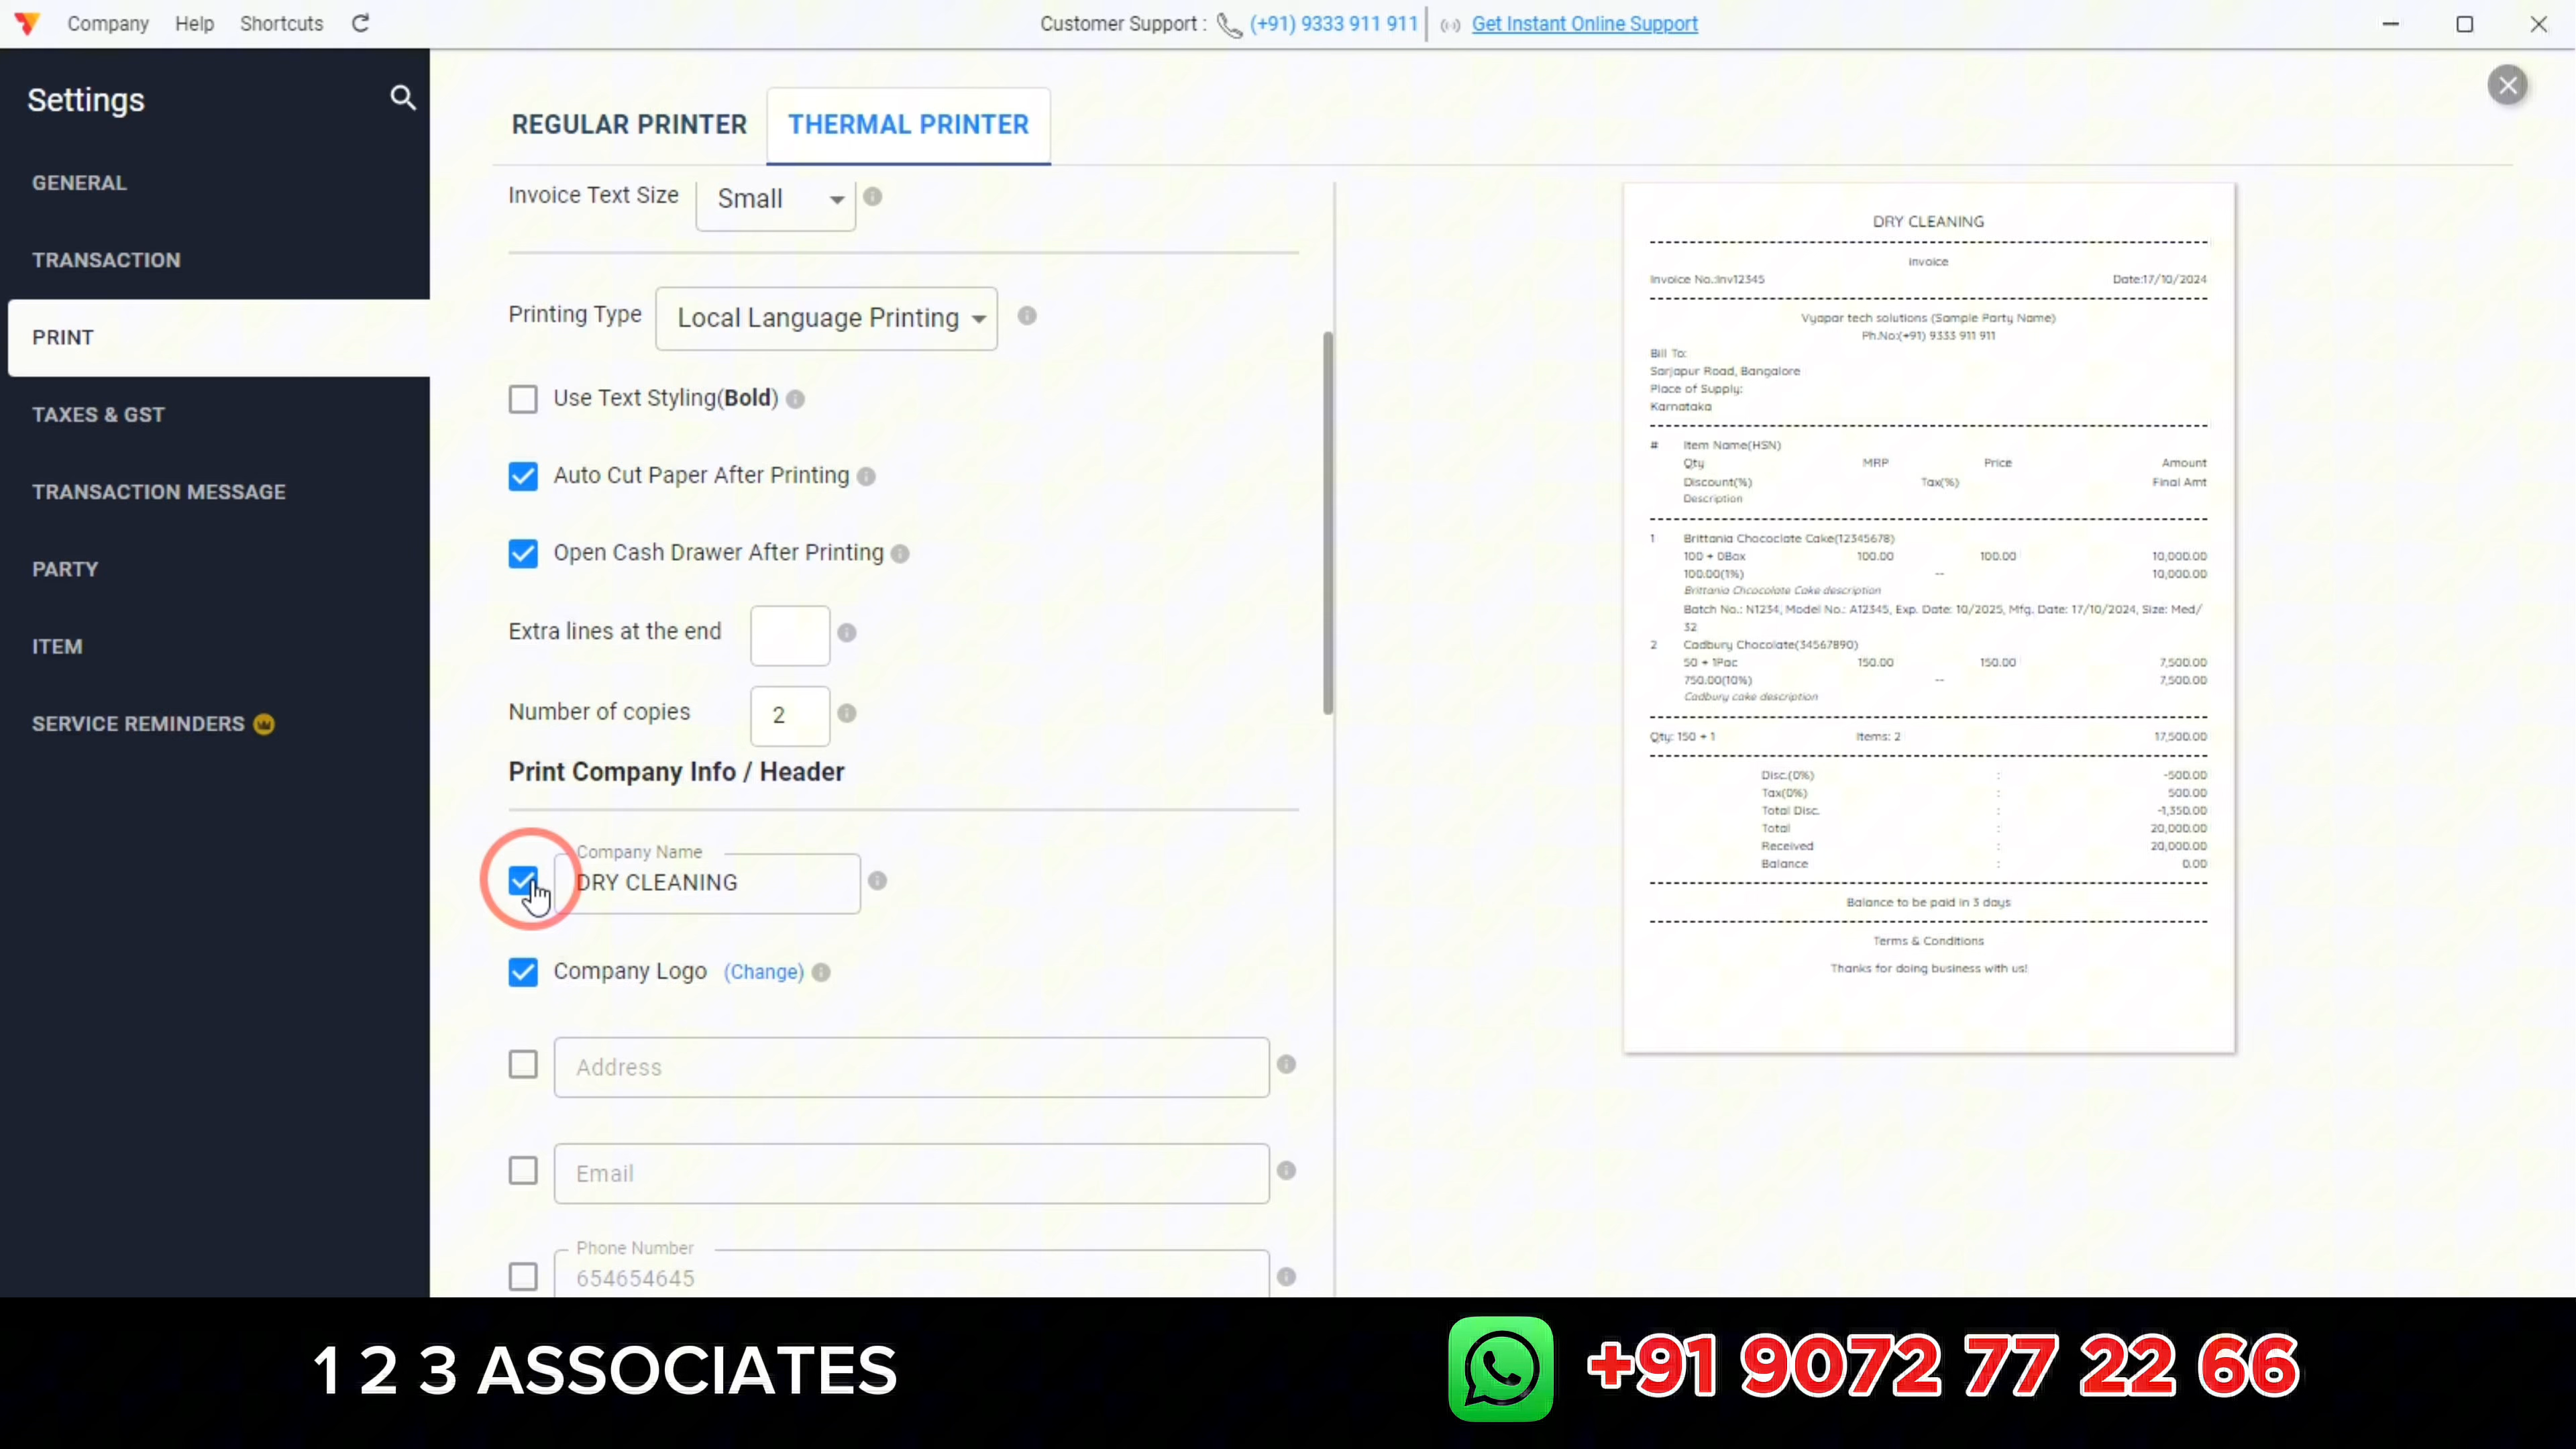 Company Help Shortcuts
Customer Support : (+91) 9333 911 911 Get Instant Online Support
Settings
GENERAL
TRANSACTION
PRINT
TAXES & GST
TRANSACTION MESSAGE
PARTY
ITEM
SERVICE REMINDERS
REGULAR PRINTER THERMAL PRINTER
Invoice Text Size Small
Printing Type Local Language Printing
Use Text Styling(Bold)
Auto Cut Paper After Printing
Open Cash Drawer After Printing
Extra lines at the end
Number of copies 2
Print Company Info / Header
Company Name
DRY CLEANING
Company Logo (Change)
Address
Email
Phone Number
654654645
DRY CLEANING
Invoice
Invoice No.:Inv12345 Date:17/10/2024
Vyapar tech solutions (Sample Party Name)
Ph.No:(+91) 9333 911 911
Bill To:
Sarjapur Road, Bangalore
Place of Supply:
Karnataka
# Item Name(HSN)
Qty MRP Price Amount
Discount(%) Tax(%) Final Amt
Description
1 Brittania Chococlate Cake(12345678)
100 + 0Box 100.00 100.00 10,000.00
100.00(1%) -- 10,000.00
Brittania Chcocolate Cake description
Batch No.: N1234, Model No.: A12345, Exp. Date: 10/2025, Mfg. Date: 17/10/2024, Size: Med/
32
2 Cadbury Chocolate(34567890)
50 + 1Pac 150.00 150.00 7,500.00
750.00(10%) -- 7,500.00
Cadbury cake description
Qty: 150 + 1 Items: 2 17,500.00
Disc.(0%) : -500.00
Tax(0%) : 500.00
Total Disc. : -1,350.00
Total : 20,000.00
Received : 20,000.00
Balance : 0.00
Balance to be paid in 3 days
Terms & Conditions
Thanks for doing business with us!
1 2 3 ASSOCIATES
+91 9072 77 22 66